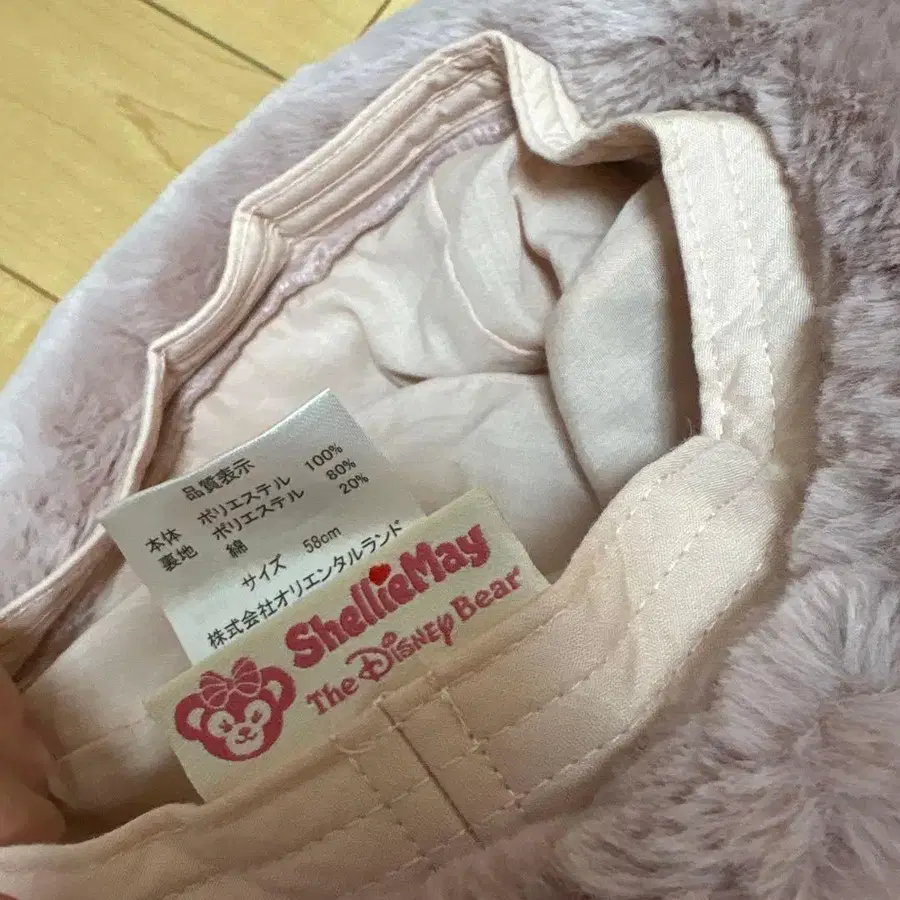 品質表示
本体 ポリエステル 100%
裏地 ポリエステル 80%
綿 20%
サイズ 58cm
株式会社オリエンタルランド
ShellieMay
The Disney Bear